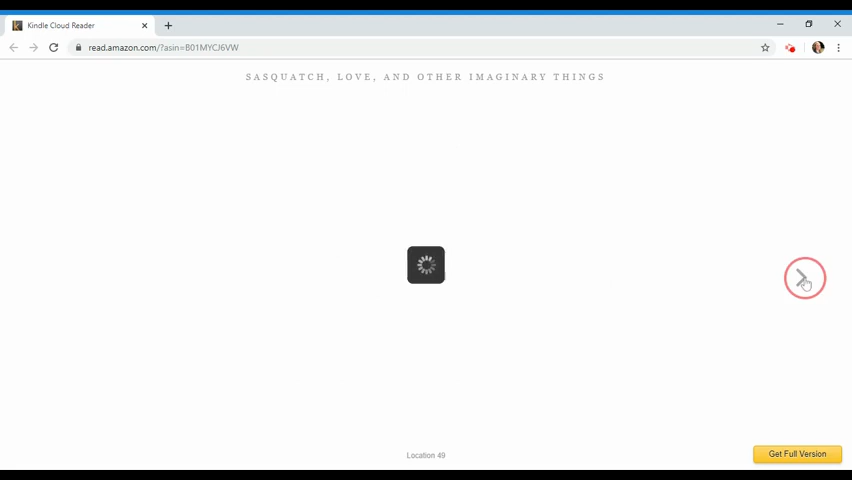 Kindle Cloud Reader
read.amazon.com/?asin=B01MYCJ6VW
SASQUATCH, LOVE, AND OTHER IMAGINARY THINGS
Location 49
Get Full Version